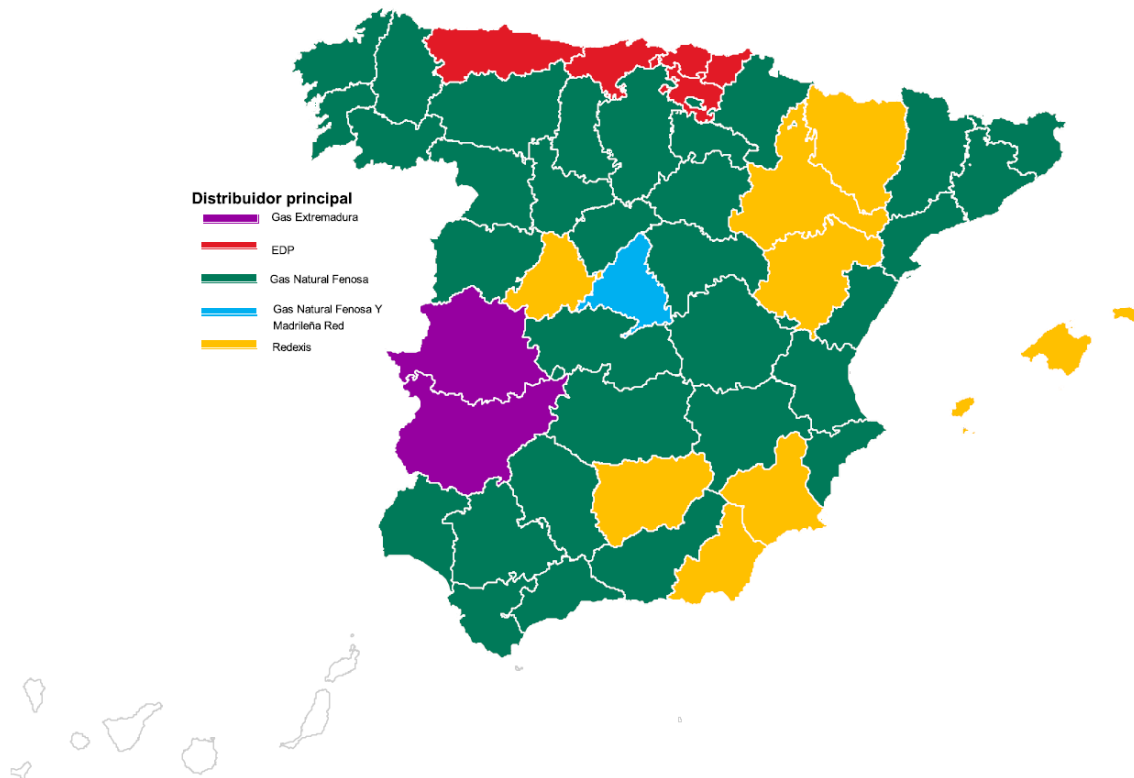 Distribuidor principal
Gas Extremadura
EDP
Gas Natural Fenosa
Gas Natural Fenosa Y
Madrileña Red
Redexis